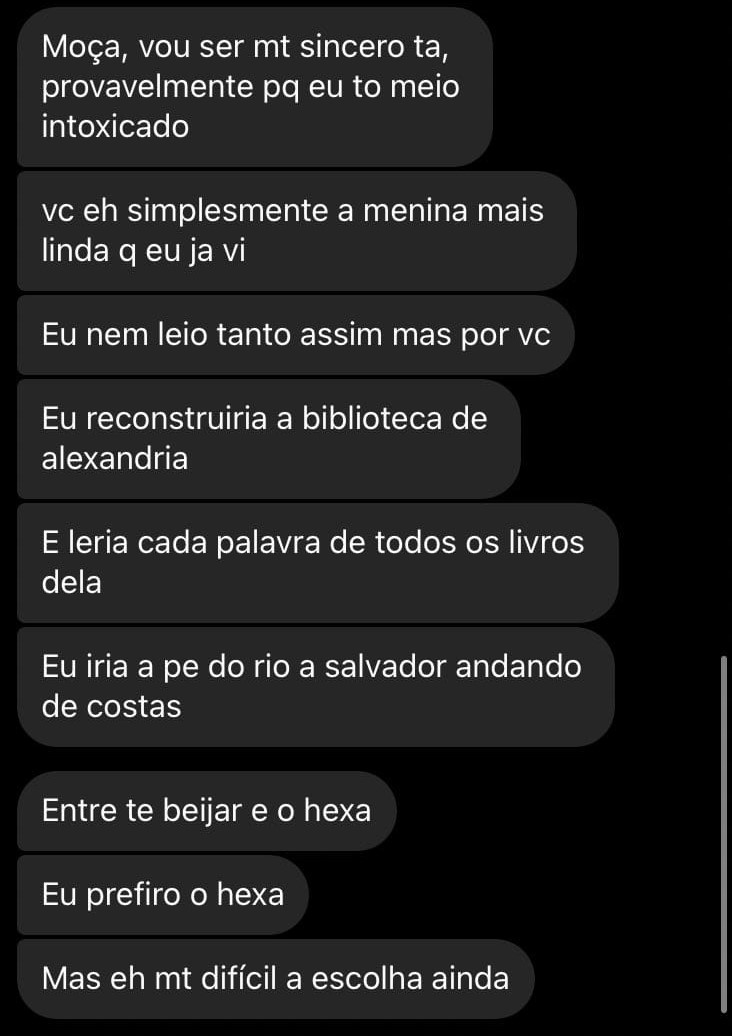 Moça, vou ser mt sincero ta,
provavelmente pq eu to meio
intoxicado
vc eh simplesmente a menina mais
linda q eu ja vi
Eu nem leio tanto assim mas por vc
Eu reconstruiria a biblioteca de
alexandria
E leria cada palavra de todos os livros
dela
Eu iria a pe do rio a salvador andando
de costas
Entre te beijar e o hexa
Eu prefiro o hexa
Mas eh mt difícil a escolha ainda